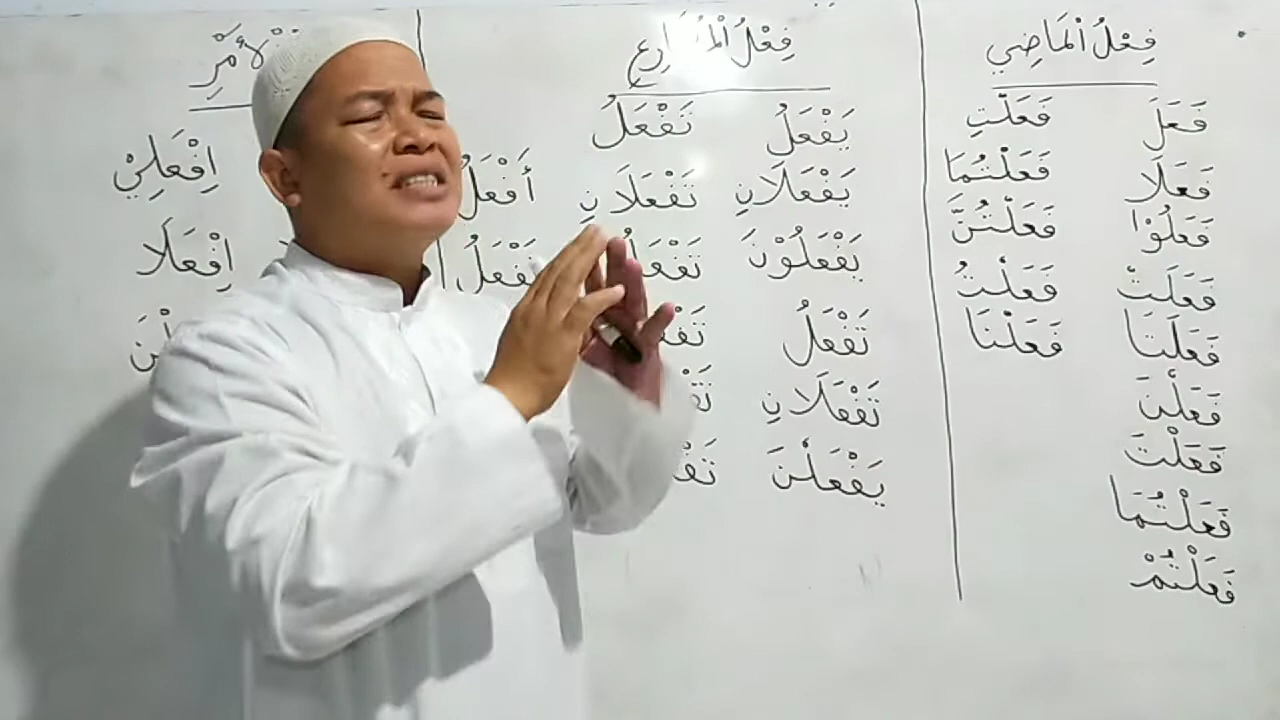 فِعْلُ الْمَاضِي
فَعَلَ
فَعَلَا
فَعَلُوْا
فَعَلَتْ
فَعَلَتَا
فَعَلْنَ
فَعَلْتَ
فَعَلْتُمَا
فَعَلْتُمْ
فَعَلْتِ
فَعَلْتُمَا
فَعَلْتُنَّ
فَعَلْتُ
فَعَلْنَا
فِعْلُ
يَفْعَلُ
يَفْعَلَانِ
يَفْعَلُوْنَ
تَفْعَلُ
تَفْعَلَانِ
يَفْعَلْنَ
تَفْعَلُ
تَفْعَلَانِ
أَفْعَلُ
نَفْعَلُ
اِفْعَلِيْ
اِفْعَلَا